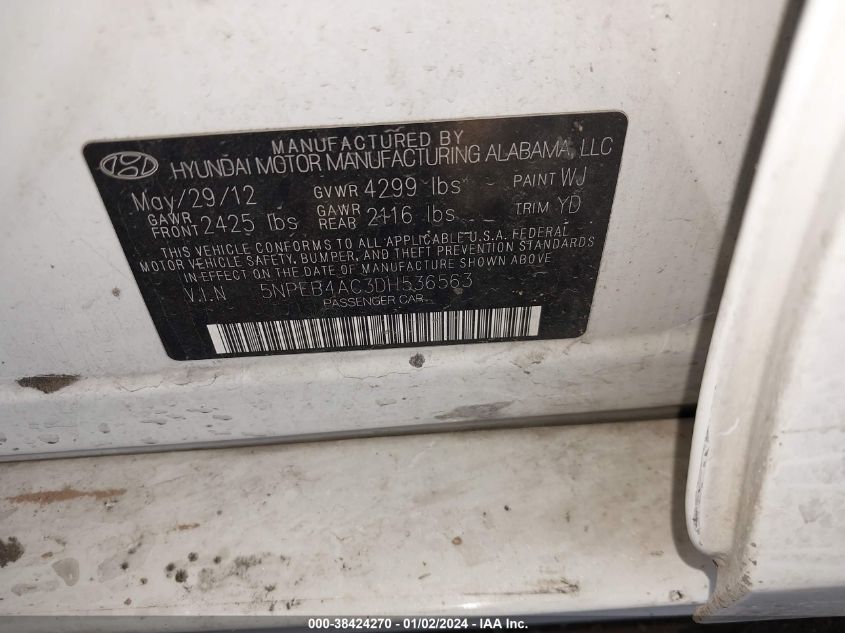 MANUFACTURED BY
HYUNDAI MOTOR MANUFACTURING ALABAMA, LLC
May/29/12 GVWR 4299 lbs PAINT WJ
GAWR FRONT 2425 lbs GAWR REAR 2116 lbs TRIM YD
THIS VEHICLE CONFORMS TO ALL APPLICABLE U.S.A. FEDERAL
MOTOR VEHICLE SAFETY, BUMPER, AND THEFT PREVENTION STANDARDS
IN EFFECT ON THE DATE OF MANUFACTURE SHOWN ABOVE
V.I.N 5NPEB4AC3DH536563
PASSENGER CAR
000-38424270 - 01/02/2024 - IAA Inc.